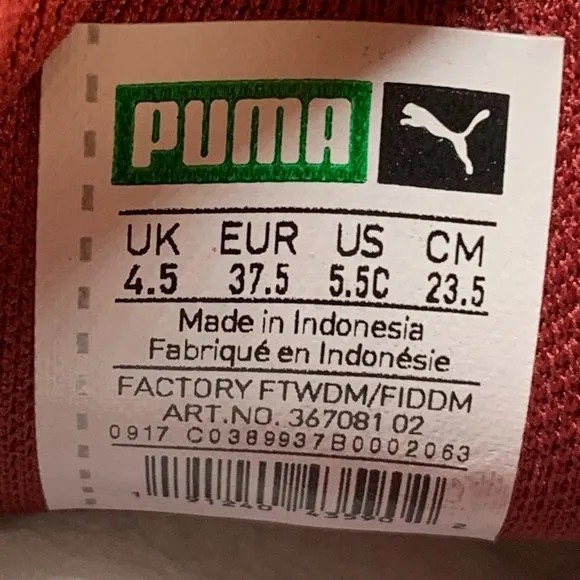 PUMA
UK EUR US CM
4.5 37.5 5.5C 23.5
Made in Indonesia
Fabriqué en Indonésie
FACTORY FTWDM/FIDDM
ART.NO. 367081 02
0917 C0389937B0002063